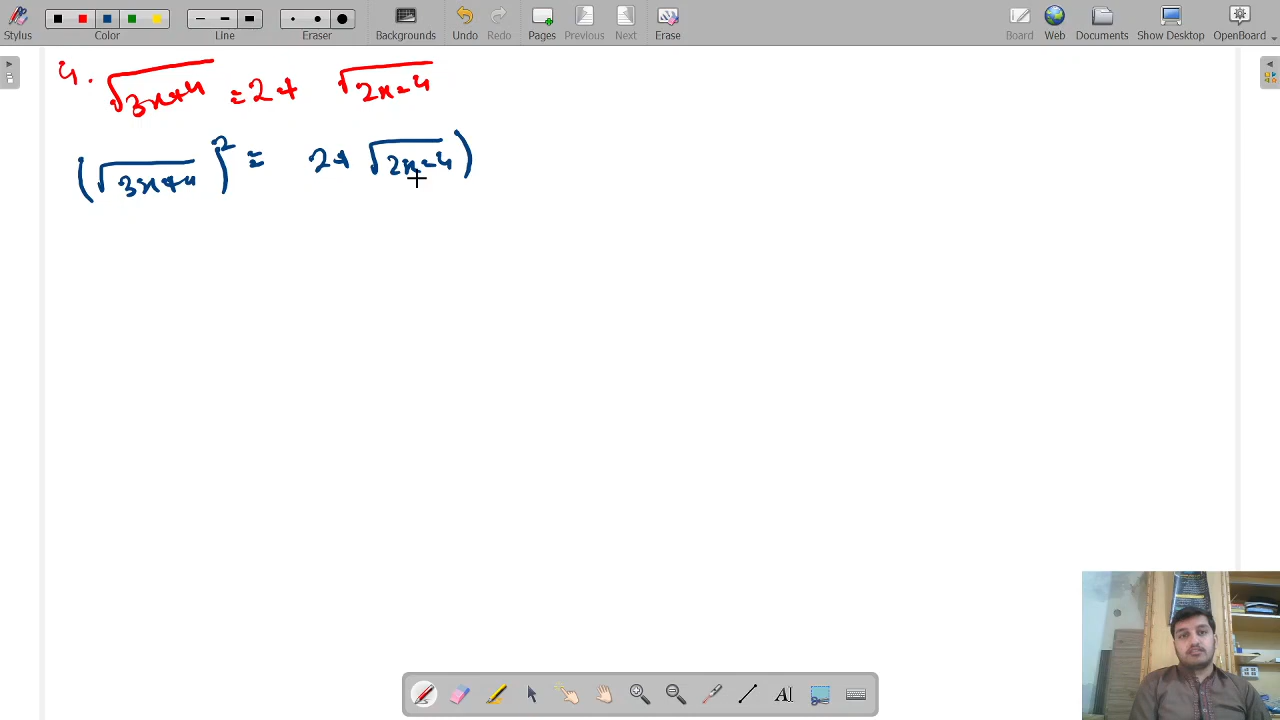 Stylus Color Line Eraser Backgrounds Undo Redo Pages Previous Next Erase Board Web Documents Show Desktop OpenBoard
4. √3x+4 = 2+ √2x-4
(√3x+4)² = 2+ √2x-4)